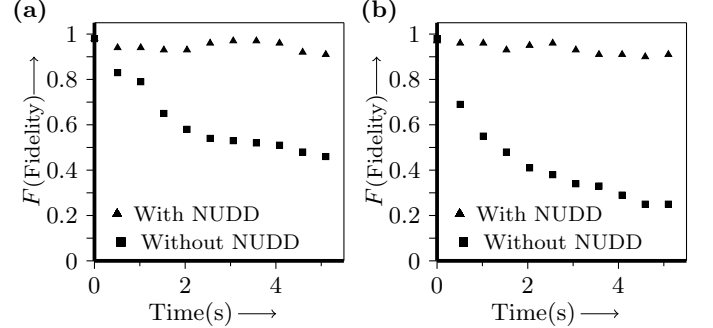 (a)
F(Fidelity)⟶
1
0.8
0.6
0.4
0.2
0
▲ With NUDD
■ Without NUDD
0 2 4
Time(s)⟶
(b)
F(Fidelity)⟶
1
0.8
0.6
0.4
0.2
0
▲ With NUDD
■ Without NUDD
0 2 4
Time(s)⟶